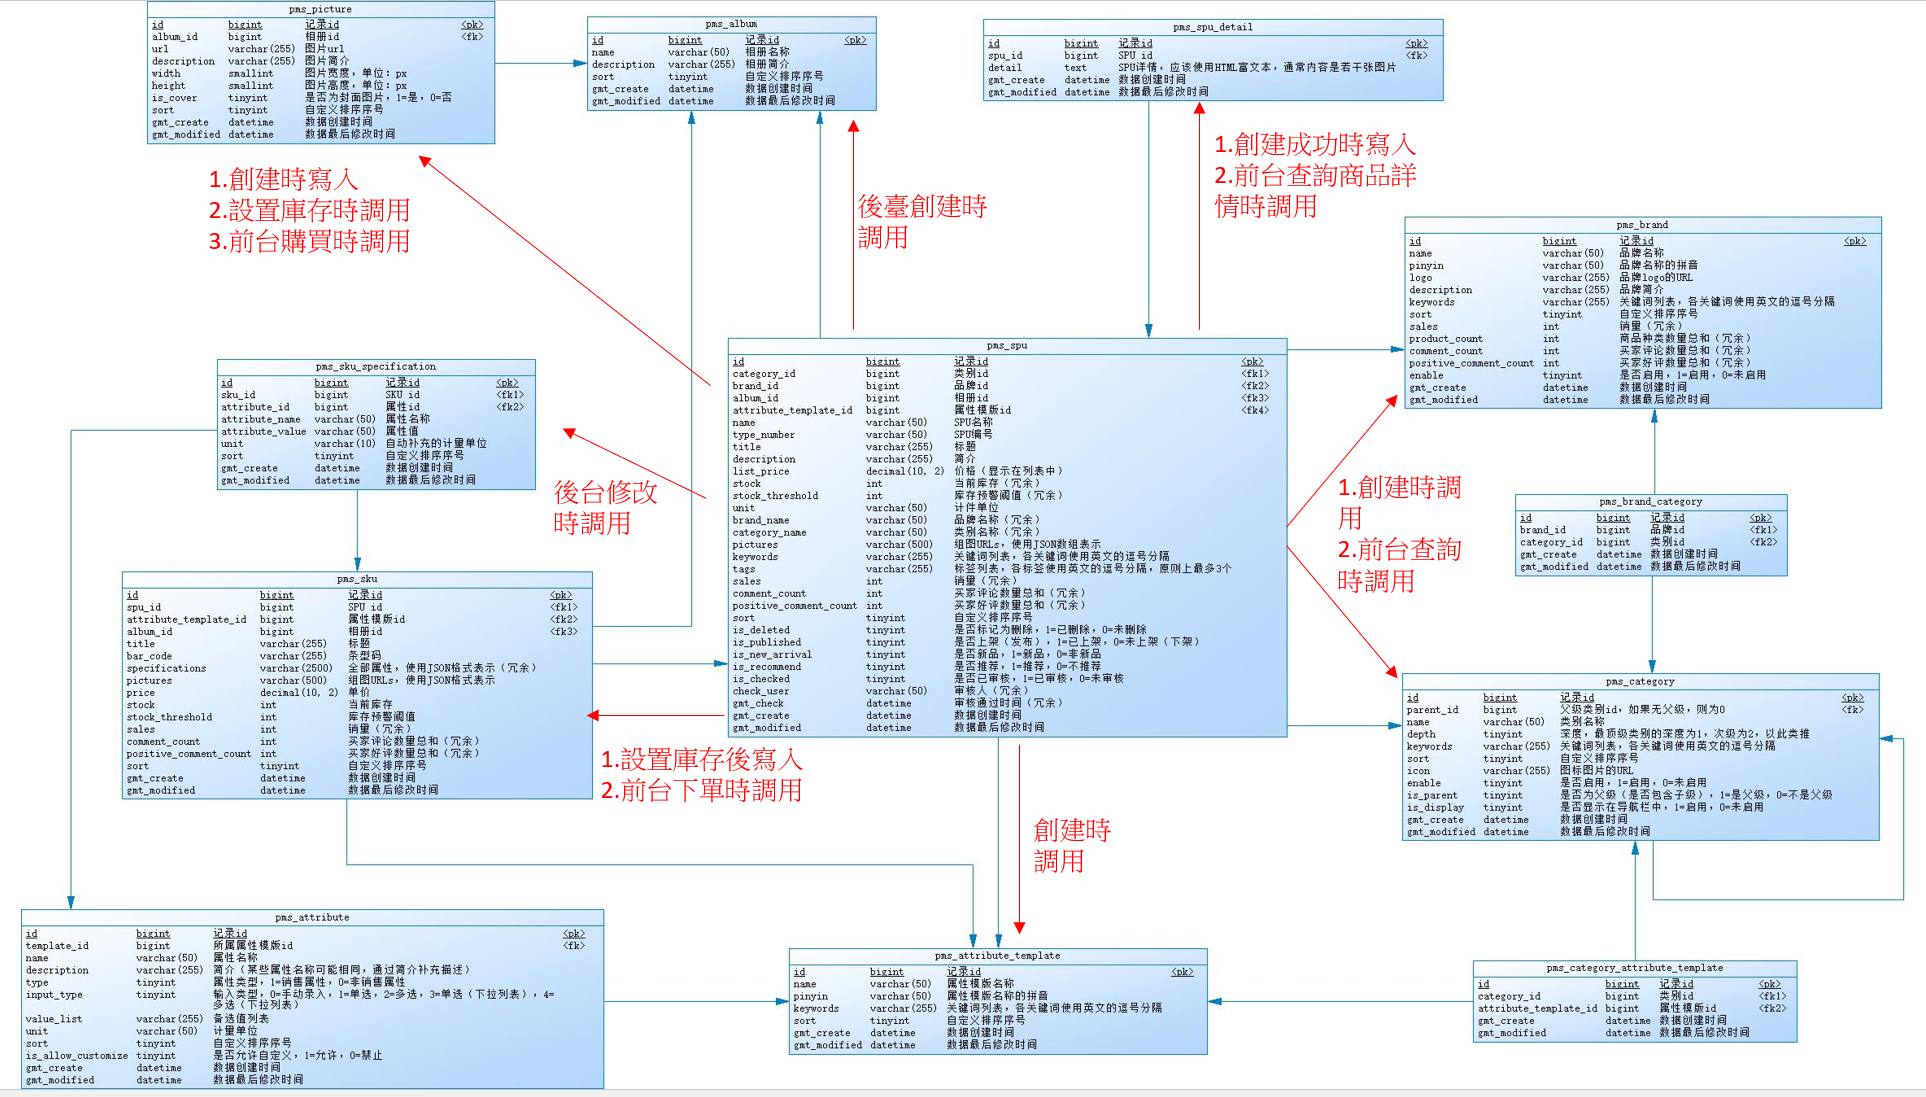 pms_picture
id bigint 记录id <pk>
album_id bigint 相册id <fk>
url varchar(255) 图片url
description varchar(255) 图片简介
width smallint 图片宽度，单位：px
height smallint 图片高度，单位：px
is_cover tinyint 是否为封面图片，1=是，0=否
sort tinyint 自定义排序序号
gmt_create datetime 数据创建时间
gmt_modified datetime 数据最后修改时间
pms_album
id bigint 记录id <pk>
name varchar(50) 相册名称
description varchar(255) 相册简介
sort tinyint 自定义排序序号
gmt_create datetime 数据创建时间
gmt_modified datetime 数据最后修改时间
pms_spu_detail
id bigint 记录id <pk>
spu_id bigint SPU id <fk>
detail text SPU详情，应该使用HTML富文本，通常内容是若干张图片
gmt_create datetime 数据创建时间
gmt_modified datetime 数据最后修改时间
1.創建時寫入
2.設置庫存時調用
3.前台購買時調用
後臺創建時
調用
1.創建成功時寫入
2.前台查詢商品詳
情時調用
pms_brand
id bigint 记录id <pk>
name varchar(50) 品牌名称
pinyin varchar(50) 品牌名称的拼音
logo varchar(255) 品牌logo的URL
description varchar(255) 品牌简介
keywords varchar(255) 关键词列表，各关键词使用英文的逗号分隔
sort tinyint 自定义排序序号
sales int 销量（冗余）
product_count int 商品种类数量总和（冗余）
comment_count int 买家评论数量总和（冗余）
positive_comment_count int 买家好评数量总和（冗余）
enable tinyint 是否启用，1=启用，0=未启用
gmt_create datetime 数据创建时间
gmt_modified datetime 数据最后修改时间
pms_sku_specification
id bigint 记录id <pk>
sku_id bigint SKU id <fk1>
attribute_id bigint 属性id <fk2>
attribute_name varchar(50) 属性名称
attribute_value varchar(50) 属性值
unit varchar(10) 自动补充的计量单位
sort tinyint 自定义排序序号
gmt_create datetime 数据创建时间
gmt_modified datetime 数据最后修改时间
後台修改
時調用
pms_spu
id bigint 记录id <pk>
category_id bigint 类别id <fk1>
brand_id bigint 品牌id <fk2>
album_id bigint 相册id <fk3>
attribute_template_id bigint 属性模版id <fk4>
name varchar(50) SPU名称
type_number varchar(50) SPU编号
title varchar(255) 标题
description varchar(255) 简介
list_price decimal(10, 2) 价格（显示在列表中）
stock int 当前库存（冗余）
stock_threshold int 库存预警阈值（冗余）
unit varchar(50) 计件单位
brand_name varchar(50) 品牌名称（冗余）
category_name varchar(50) 类别名称（冗余）
pictures varchar(500) 组图URLs，使用JSON数组表示
keywords varchar(255) 关键词列表，各关键词使用英文的逗号分隔
tags varchar(255) 标签列表，各标签使用英文的逗号分隔，原则上最多3个
sales int 销量（冗余）
comment_count int 买家评论数量总和（冗余）
positive_comment_count int 买家好评数量总和（冗余）
sort tinyint 自定义排序序号
is_deleted tinyint 是否标记为删除，1=已删除，0=未删除
is_published tinyint 是否上架（发布），1=已上架，0=未上架（下架）
is_new_arrival tinyint 是否新品，1=新品，0=非新品
is_recommend tinyint 是否推荐，1=推荐，0=不推荐
is_checked tinyint 是否已审核，1=已审核，0=未审核
check_user varchar(50) 审核人（冗余）
gmt_check datetime 审核通过时间（冗余）
gmt_create datetime 数据创建时间
gmt_modified datetime 数据最后修改时间
1.創建時調
用
2.前台查詢
時調用
pms_brand_category
id bigint 记录id <pk>
brand_id bigint 品牌id <fk1>
category_id bigint 类别id <fk2>
gmt_create datetime 数据创建时间
gmt_modified datetime 数据最后修改时间
pms_sku
id bigint 记录id <pk>
spu_id bigint SPU id <fk1>
attribute_template_id bigint 属性模版id <fk2>
album_id bigint 相册id <fk3>
title varchar(255) 标题
bar_code varchar(255) 条型码
specifications varchar(2500) 全部属性，使用JSON格式表示（冗余）
pictures varchar(500) 组图URLs，使用JSON格式表示
price decimal(10, 2) 单价
stock int 当前库存
stock_threshold int 库存预警阈值
sales int 销量（冗余）
comment_count int 买家评论数量总和（冗余）
positive_comment_count int 买家好评数量总和（冗余）
sort tinyint 自定义排序序号
gmt_create datetime 数据创建时间
gmt_modified datetime 数据最后修改时间
1.設置庫存後寫入
2.前台下單時調用
創建時
調用
pms_category
id bigint 记录id <pk>
parent_id bigint 父级类别id，如果无父级，则为0 <fk>
name varchar(50) 类别名称
depth tinyint 深度，最顶级类别的深度为1，次级为2，以此类推
keywords varchar(255) 关键词列表，各关键词使用英文的逗号分隔
sort tinyint 自定义排序序号
icon varchar(255) 图标图片的URL
enable tinyint 是否启用，1=启用，0=未启用
is_parent tinyint 是否为父级（是否包含子级），1=是父级，0=不是父级
is_display tinyint 是否显示在导航栏中，1=启用，0=未启用
gmt_create datetime 数据创建时间
gmt_modified datetime 数据最后修改时间
pms_attribute
id bigint 记录id <pk>
template_id bigint 所属属性模版id <fk>
name varchar(50) 属性名称
description varchar(255) 简介（某些属性名称可能相同，通过简介补充描述）
type tinyint 属性类型，1=销售属性，0=非销售属性
input_type tinyint 输入类型，0=手动录入，1=单选，2=多选，3=单选（下拉列表），4=
多选（下拉列表）
value_list varchar(255) 备选值列表
unit varchar(50) 计量单位
sort tinyint 自定义排序序号
is_allow_customize tinyint 是否允许自定义，1=允许，0=禁止
gmt_create datetime 数据创建时间
gmt_modified datetime 数据最后修改时间
pms_attribute_template
id bigint 记录id <pk>
name varchar(50) 属性模版名称
pinyin varchar(50) 属性模版名称的拼音
keywords varchar(255) 关键词列表，各关键词使用英文的逗号分隔
sort tinyint 自定义排序序号
gmt_create datetime 数据创建时间
gmt_modified datetime 数据最后修改时间
pms_category_attribute_template
id bigint 记录id <pk>
category_id bigint 类别id <fk1>
attribute_template_id bigint 属性模版id <fk2>
gmt_create datetime 数据创建时间
gmt_modified datetime 数据最后修改时间